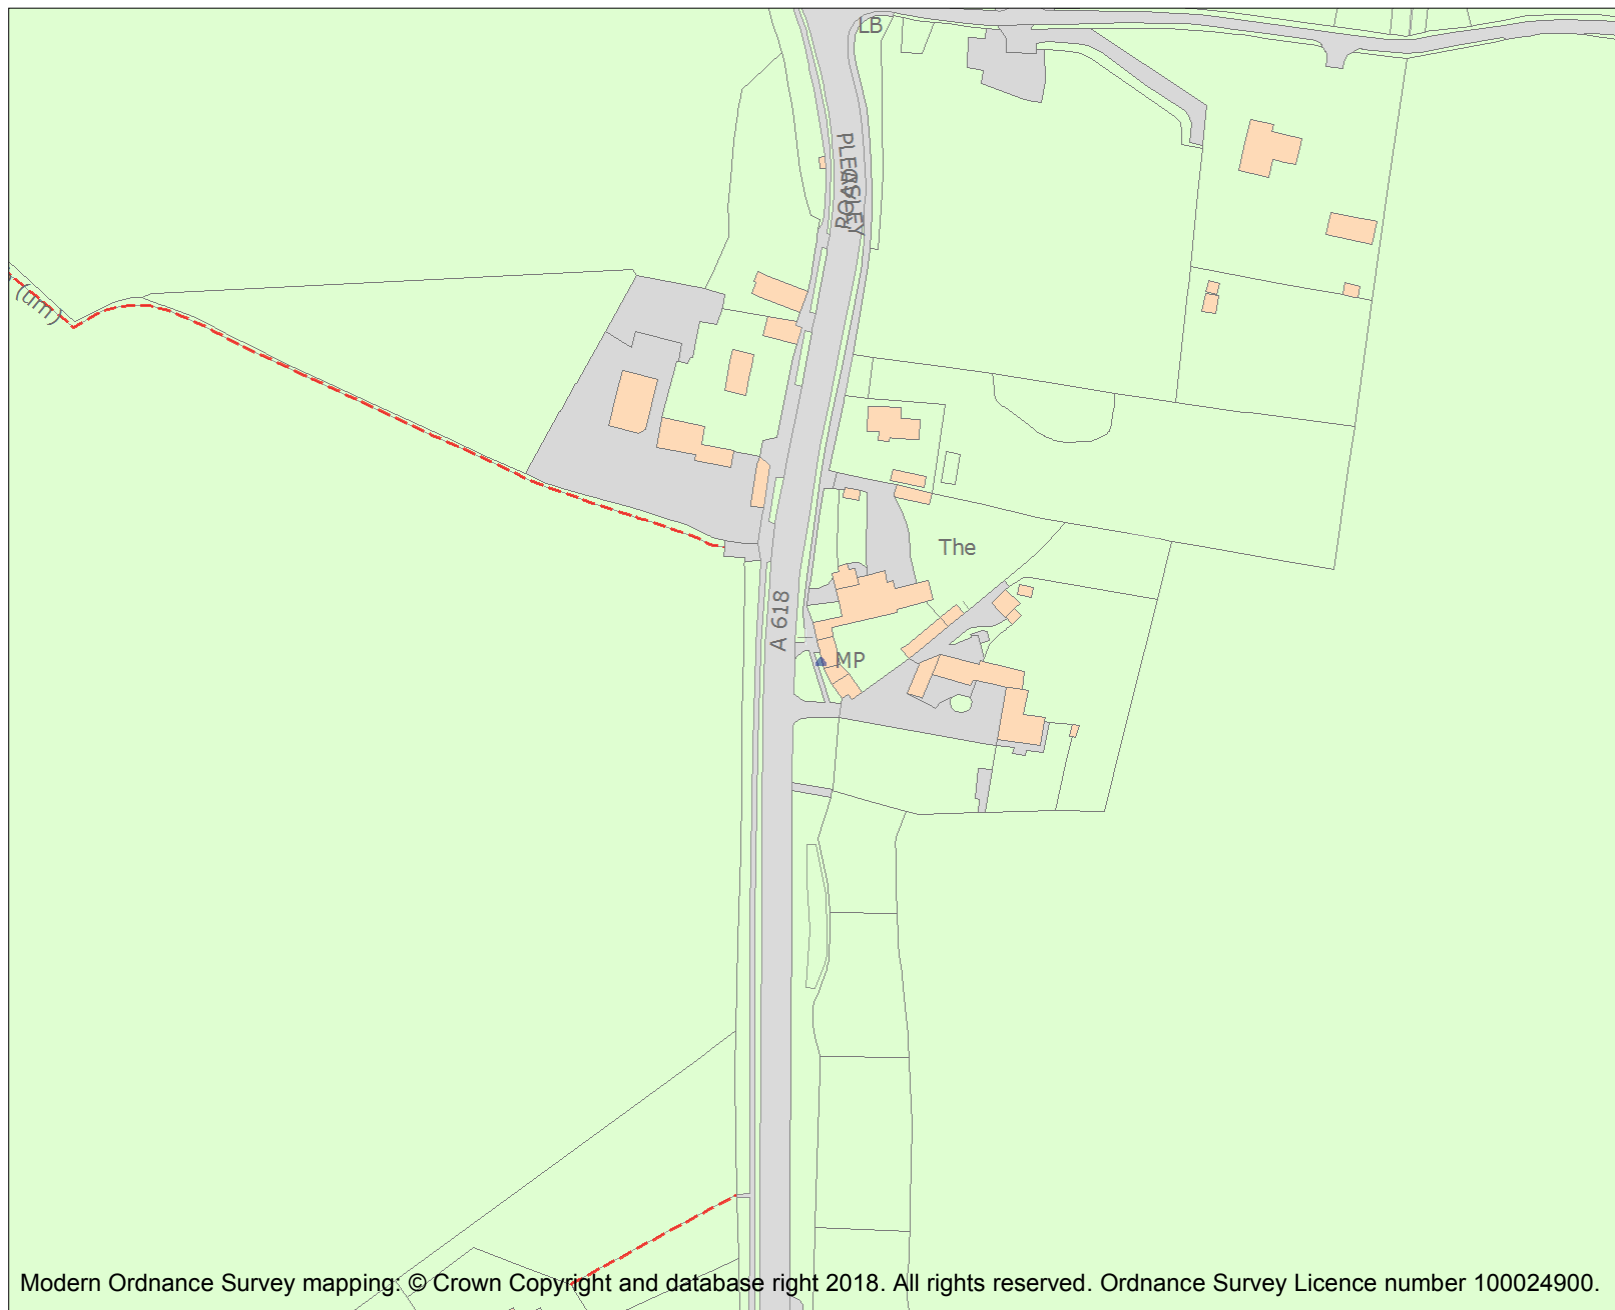 LB
PLEASLEY
ROAD
(um)
The
A 618
MP
Modern Ordnance Survey mapping: © Crown Copyright and database right 2018. All rights reserved. Ordnance Survey Licence number 100024900.